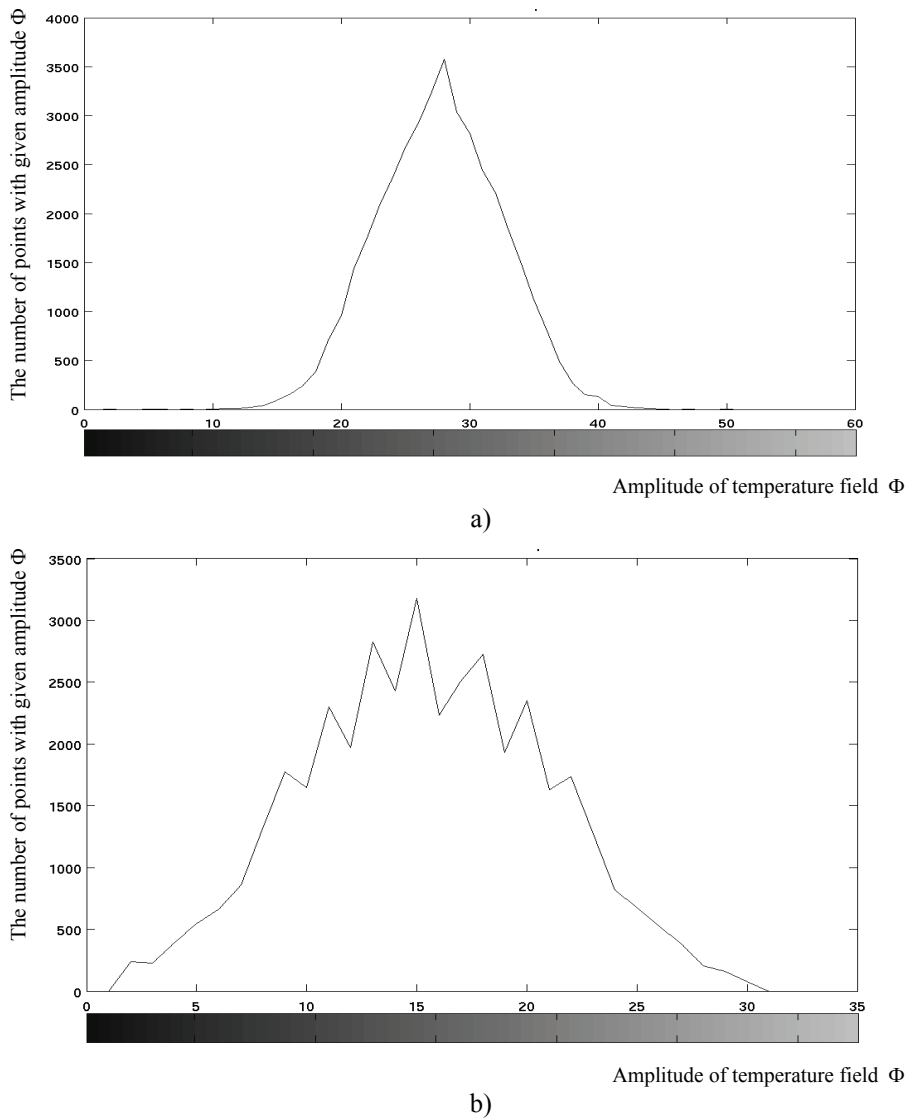 The number of points with given amplitude Φ
4000
3500
3000
2500
2000
1500
1000
500
0
0 10 20 30 40 50 60
Amplitude of temperature field Φ
a)
The number of points with given amplitude Φ
3500
3000
2500
2000
1500
1000
500
0
0 5 10 15 20 25 30 35
Amplitude of temperature field Φ
b)